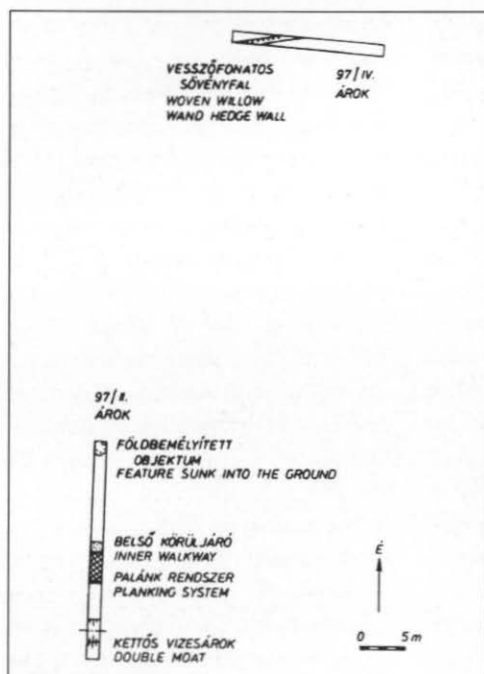 VESSZŐFONATOS
SÖVÉNYFAL
WOVEN WILLOW
WAND HEDGE WALL
97/IV.
ÁROK
97/II.
ÁROK
FÖLDBEMÉLYÍTETT
OBJEKTUM
FEATURE SUNK INTO THE GROUND
BELSŐ KÖRÜLJÁRÓ
INNER WALKWAY
PALÁNK RENDSZER
PLANKING SYSTEM
KETTŐS VIZESÁROK
DOUBLE MOAT
É
0 5m